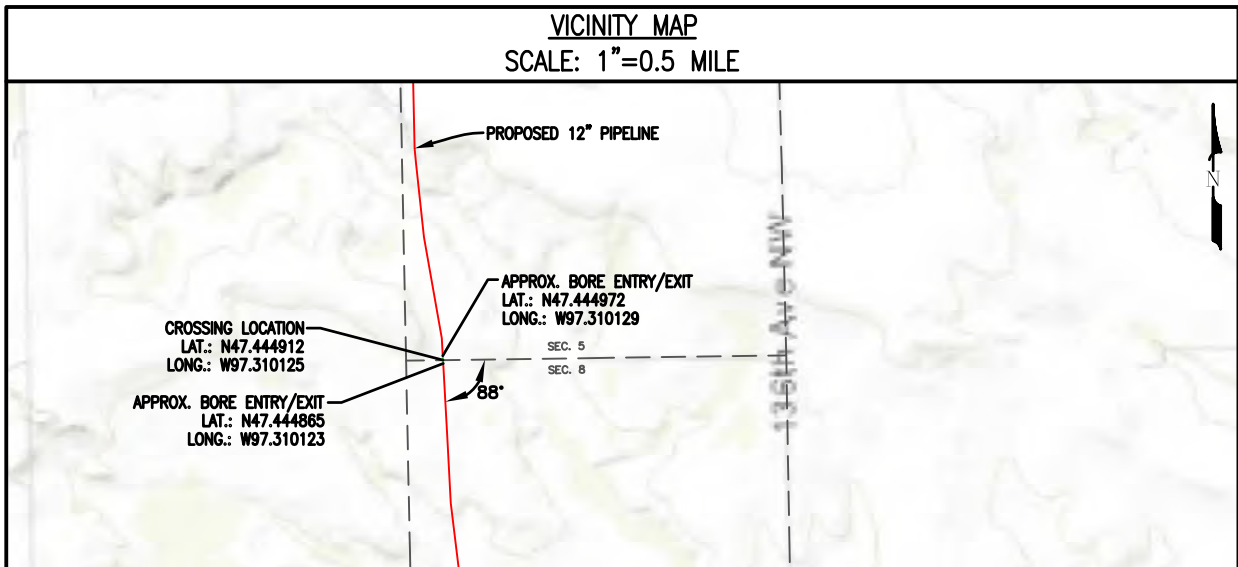 VICINITY MAP
SCALE: 1"=0.5 MILE
PROPOSED 12" PIPELINE
N
136th Ave NW
APPROX. BORE ENTRY/EXIT
LAT.: N47.444972
LONG.: W97.310129
CROSSING LOCATION
LAT.: N47.444912
LONG.: W97.310125
SEC. 5
SEC. 8
88°
APPROX. BORE ENTRY/EXIT
LAT.: N47.444865
LONG.: W97.310123